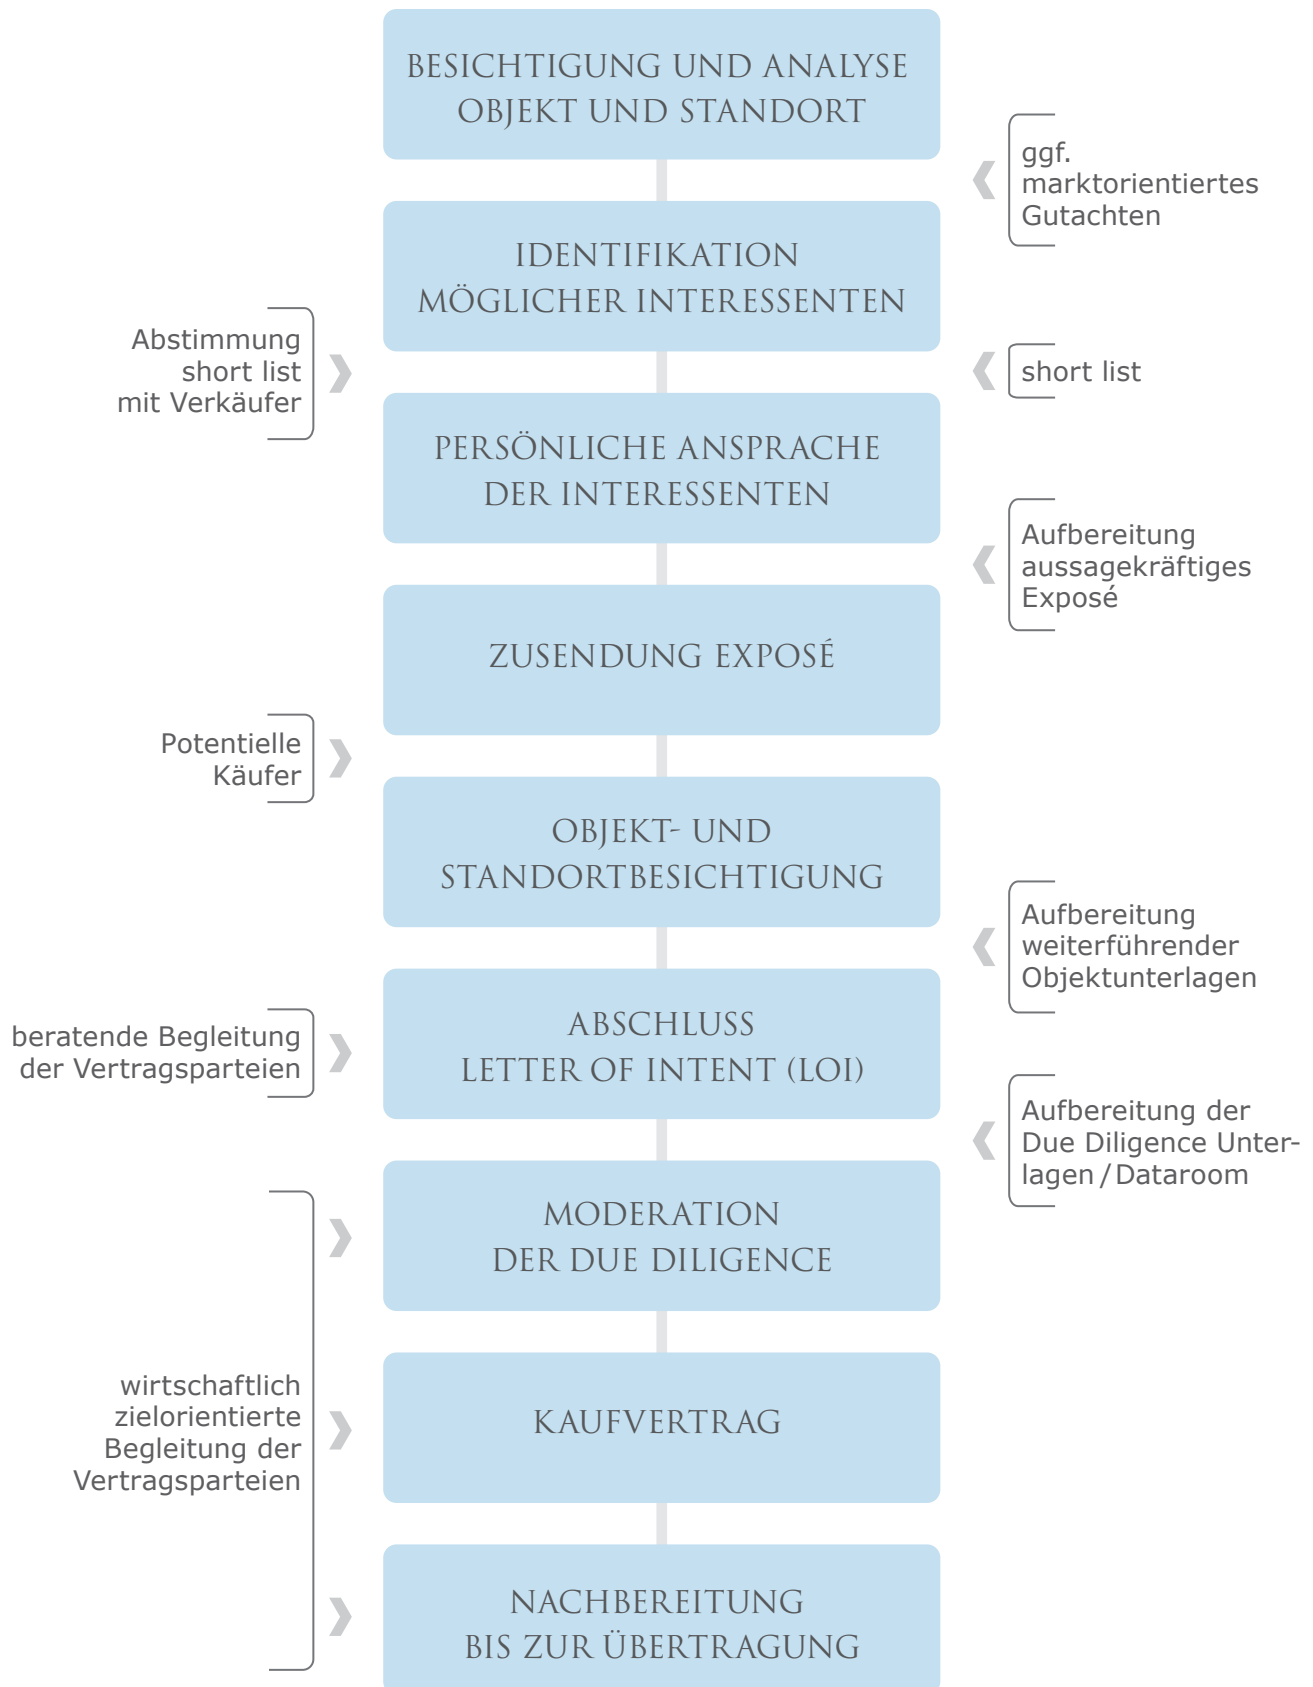 BESICHTIGUNG UND ANALYSE
OBJEKT UND STANDORT
ggf.
marktorientiertes
Gutachten
IDENTIFIKATION
MÖGLICHER INTERESSENTEN
Abstimmung
short list
mit Verkäufer
short list
PERSÖNLICHE ANSPRACHE
DER INTERESSENTEN
Aufbereitung
aussagekräftiges
Exposé
ZUSENDUNG EXPOSÉ
Potentielle
Käufer
OBJEKT- UND
STANDORTBESICHTIGUNG
Aufbereitung
weiterführender
Objektunterlagen
beratende Begleitung
der Vertragsparteien
ABSCHLUSS
LETTER OF INTENT (LOI)
Aufbereitung der
Due Diligence Unter-
lagen / Dataroom
MODERATION
DER DUE DILIGENCE
wirtschaftlich
zielorientierte
Begleitung der
Vertragsparteien
KAUFVERTRAG
NACHBEREITUNG
BIS ZUR ÜBERTRAGUNG